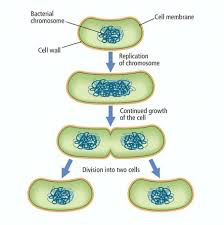 Bacterial
chromosome
Cell membrane
Cell wall
Replication
of chromosome
Continued growth
of the cell
Division into two cells